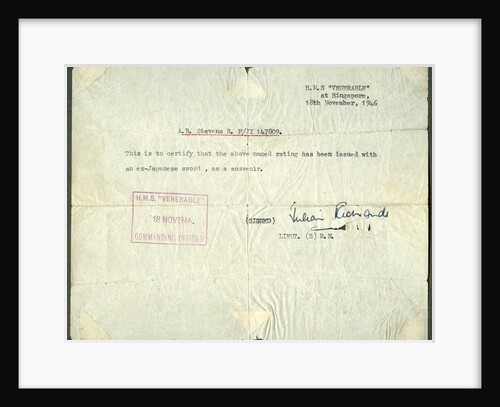 H.M.S "VENERABLE"
at Singapore,
18th November, 1946
A.B. Stevens R. P/JX 147809.
This is to certify that the above named rating has been issued with
an ex-Japanese sword , as a souvenir.
H.M.S. "VENERABLE"
18 NOV 1946
COMMANDING OFFICER
(SIGNED) Julian Richards
LIEUT. (S) R.N.